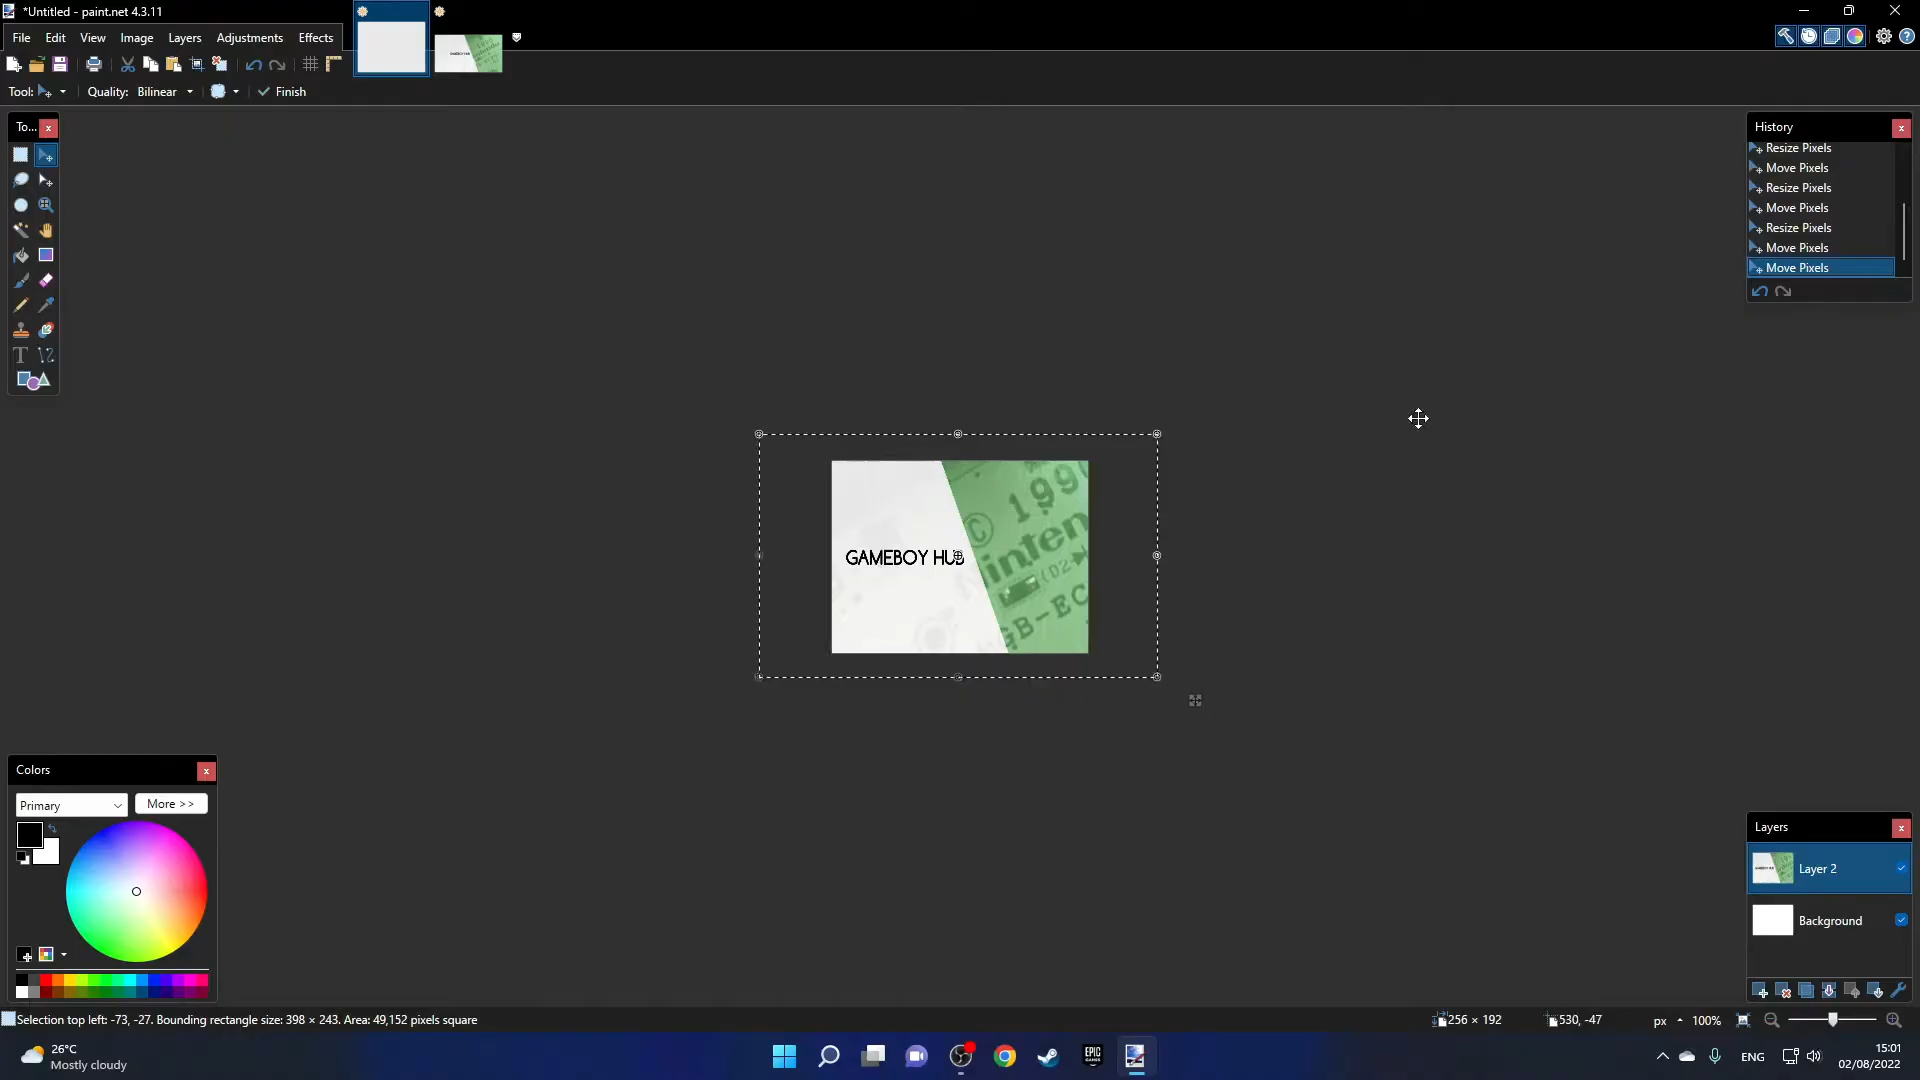 *Untitled - paint.net 4.3.11
File Edit View Image Layers Adjustments Effects
Tool: Quality: Bilinear Finish
To...
History
Resize Pixels
Move Pixels
Resize Pixels
Move Pixels
Resize Pixels
Move Pixels
Move Pixels
GAMEBOY HUB
© 199
inten
(D2
GB-EC
Colors
Primary
More >>
Layers
Layer 2
Background
Selection top left: -73, -27. Bounding rectangle size: 398 × 243. Area: 49,152 pixels square
256 × 192
530, -47
px
100%
26°C
Mostly cloudy
EPIC
GAMES
ENG
15:01
02/08/2022